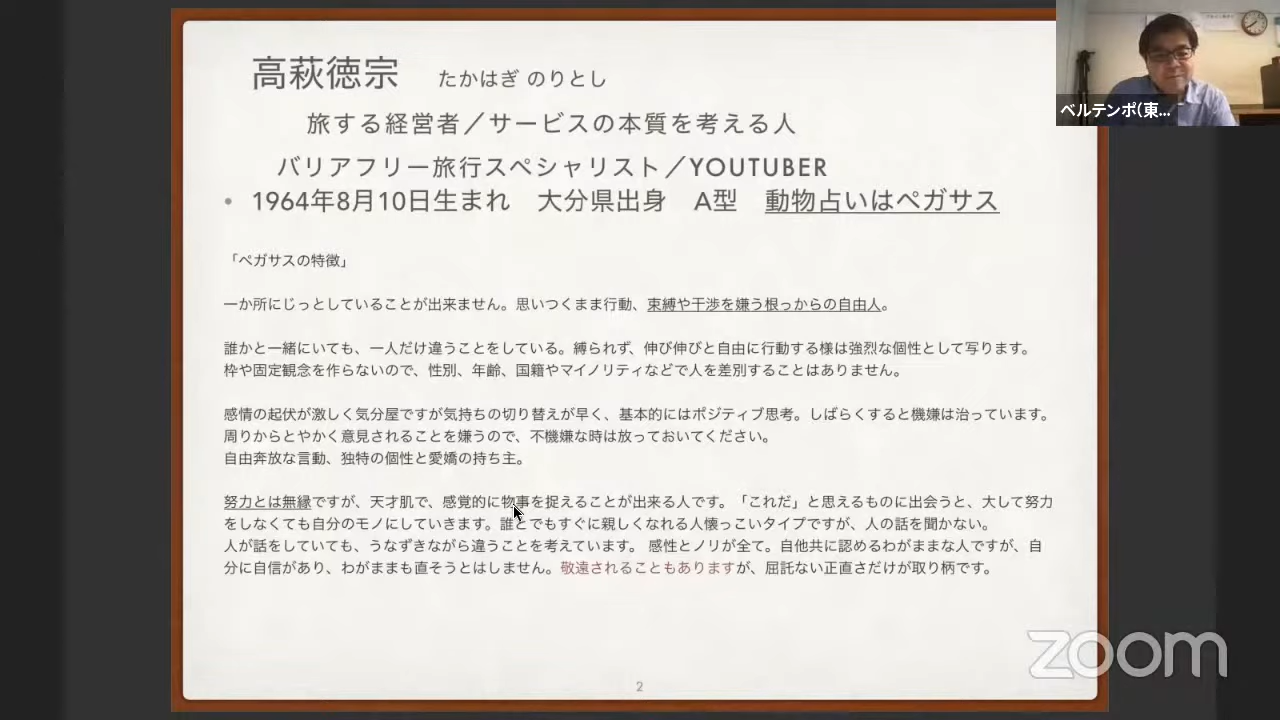 高萩徳宗 たかはぎ のりとし
旅する経営者／サービスの本質を考える人
バリアフリー旅行スペシャリスト／YOUTUBER
• 1964年8月10日生まれ 大分県出身 A型 動物占いはペガサス
「ペガサスの特徴」
一か所にじっとしていることが出来ません。思いつくまま行動、束縛や干渉を嫌う根っからの自由人。
誰かと一緒にいても、一人だけ違うことをしている。縛られず、伸び伸びと自由に行動する様は強烈な個性として写ります。
枠や固定観念を作らないので、性別、年齢、国籍やマイノリティなどで人を差別することはありません。
感情の起伏が激しく気分屋ですが気持ちの切り替えが早く、基本的にはポジティブ思考。しばらくすると機嫌は治っています。
周りからとやかく意見されることを嫌うので、不機嫌な時は放っておいてください。
自由奔放な言動、独特の個性と愛嬌の持ち主。
努力とは無縁ですが、天才肌で、感覚的に物事を捉えることが出来る人です。「これだ」と思えるものに出会うと、大して努力
をしなくても自分のモノにしていきます。誰とでもすぐに親しくなれる人懐っこいタイプですが、人の話を聞かない。
人が話をしていても、うなずきながら違うことを考えています。 感性とノリが全て。自他共に認めるわがままな人ですが、自
分に自信があり、わがままも直そうとはしません。敬遠されることもありますが、屈託ない正直さだけが取り柄です。
2
ベルテンポ(東...
zoom